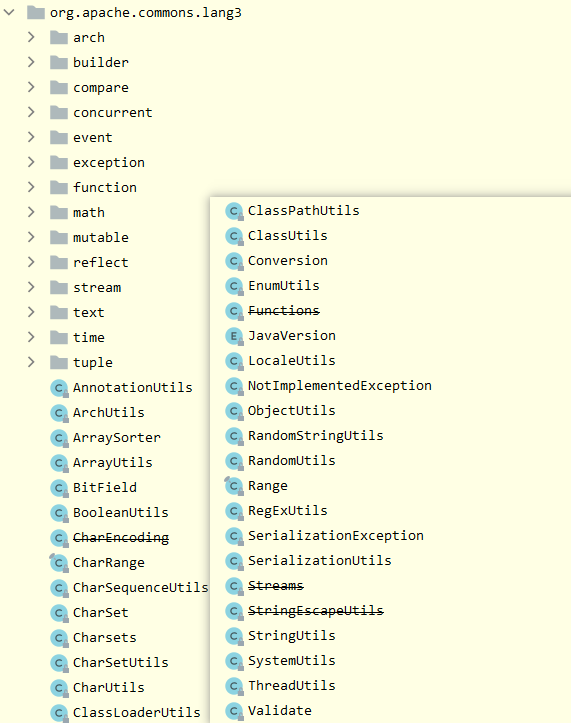 org.apache.commons.lang3
arch
builder
compare
concurrent
event
exception
function
math
mutable
reflect
stream
text
time
tuple
AnnotationUtils
ArchUtils
ArraySorter
ArrayUtils
BitField
BooleanUtils
CharEncoding
CharRange
CharSequenceUtils
CharSet
Charsets
CharSetUtils
CharUtils
ClassLoaderUtils
ClassPathUtils
ClassUtils
Conversion
EnumUtils
Functions
JavaVersion
LocaleUtils
NotImplementedException
ObjectUtils
RandomStringUtils
RandomUtils
Range
RegExUtils
SerializationException
SerializationUtils
Streams
StringEscapeUtils
StringUtils
SystemUtils
ThreadUtils
Validate